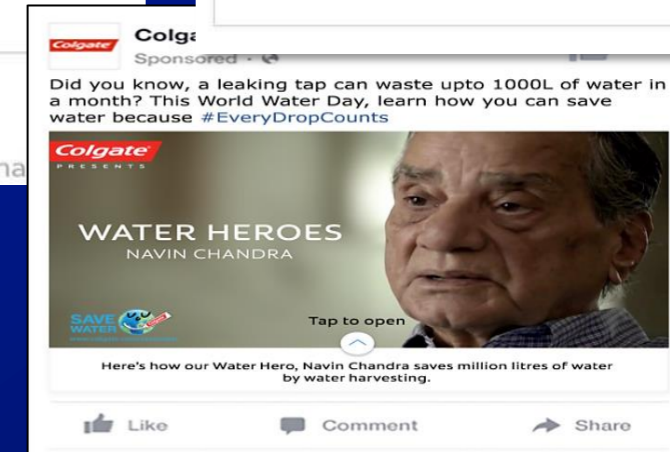 Colgate
Sponsored
Did you know, a leaking tap can waste upto 1000L of water in
a month? This World Water Day, learn how you can save
water because #EveryDropCounts
Colgate
PRESENTS
WATER HEROES
NAVIN CHANDRA
SAVE
WATER
Tap to open
Here's how our Water Hero, Navin Chandra saves million litres of water
by water harvesting.
Like
Comment
Share